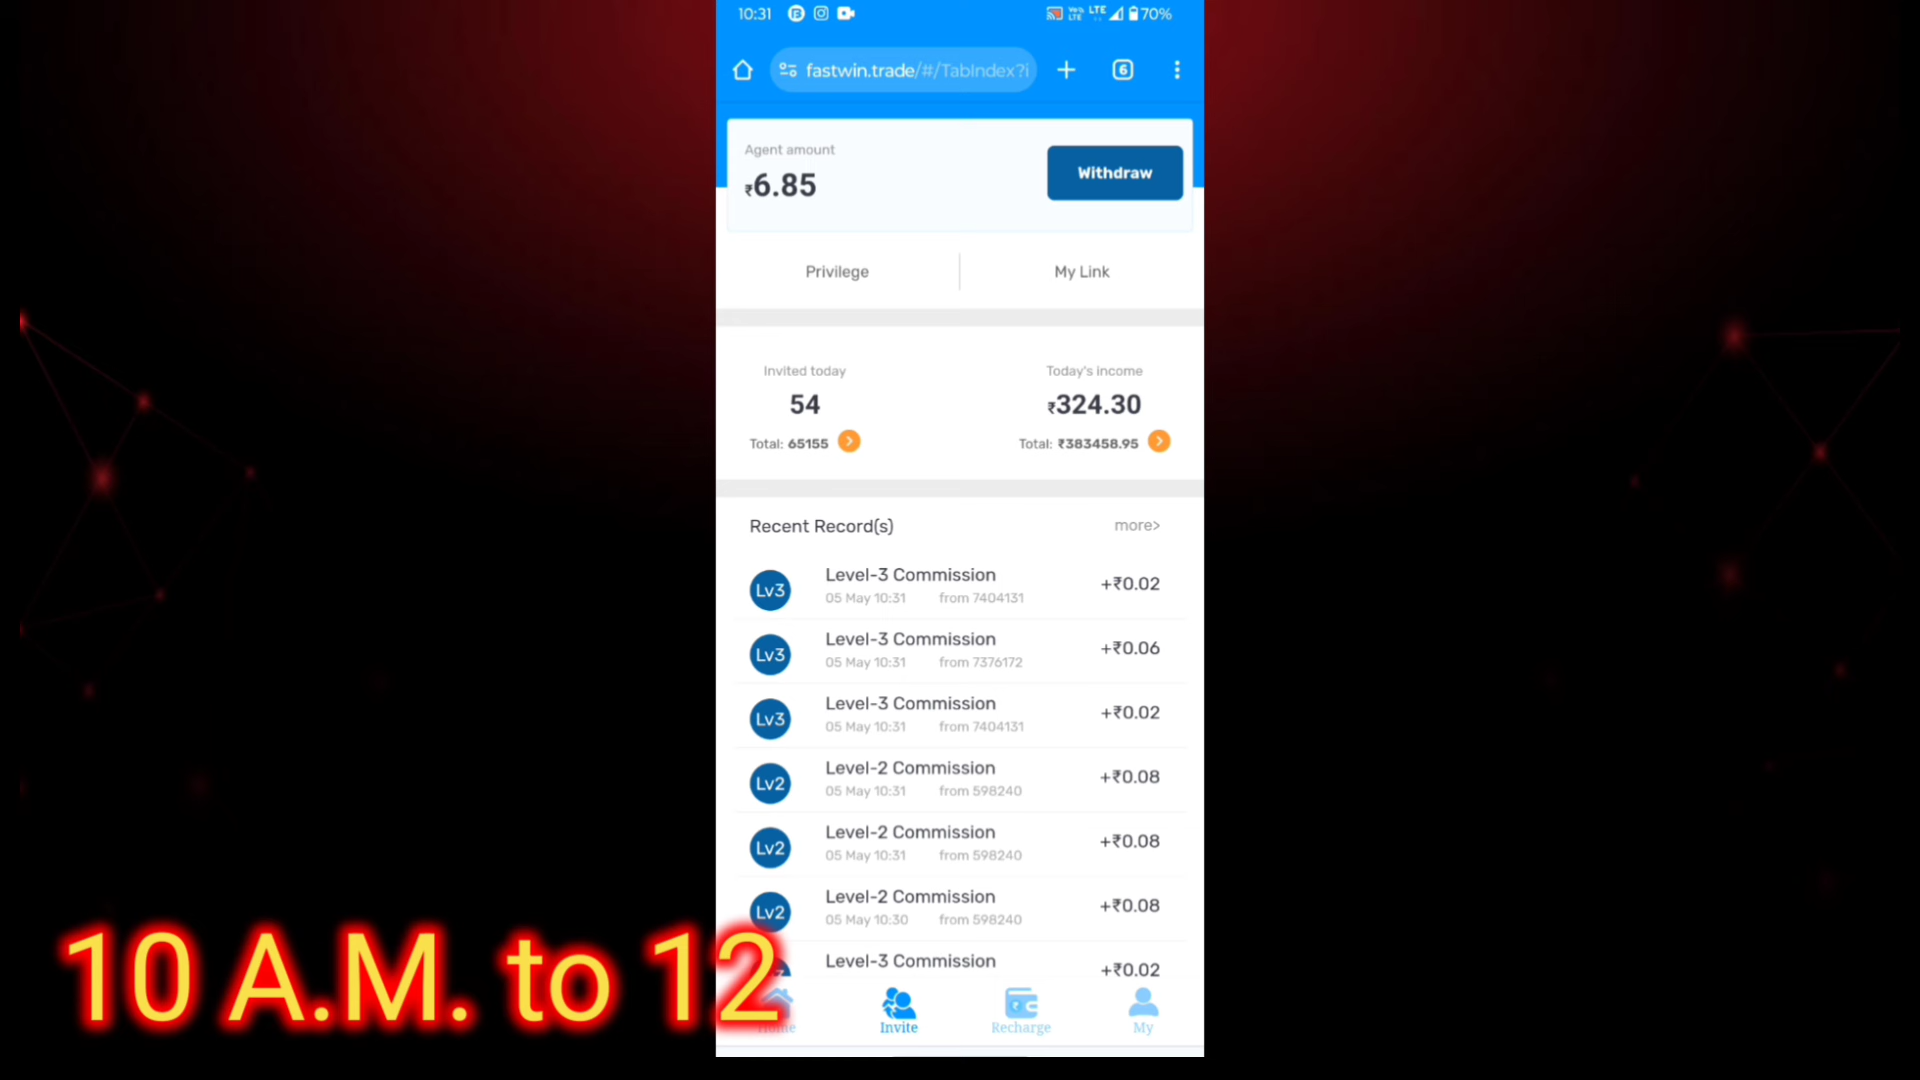 10:31 VoLTE LTE 70%
fastwin.trade/#/TabIndex?i
6
Agent amount
₹6.85
Withdraw
Privilege
My Link
Invited today
54
Total: 65155
Today's income
₹324.30
Total: ₹383458.95
Recent Record(s)
more>
Lv3 Level-3 Commission +₹0.02
05 May 10:31 from 7404131
Lv3 Level-3 Commission +₹0.06
05 May 10:31 from 7376172
Lv3 Level-3 Commission +₹0.02
05 May 10:31 from 7404131
Lv2 Level-2 Commission +₹0.08
05 May 10:31 from 598240
Lv2 Level-2 Commission +₹0.08
05 May 10:31 from 598240
Lv2 Level-2 Commission +₹0.08
05 May 10:30 from 598240
Level-3 Commission +₹0.02
10 A.M. to 12
Home
Invite
Recharge
My